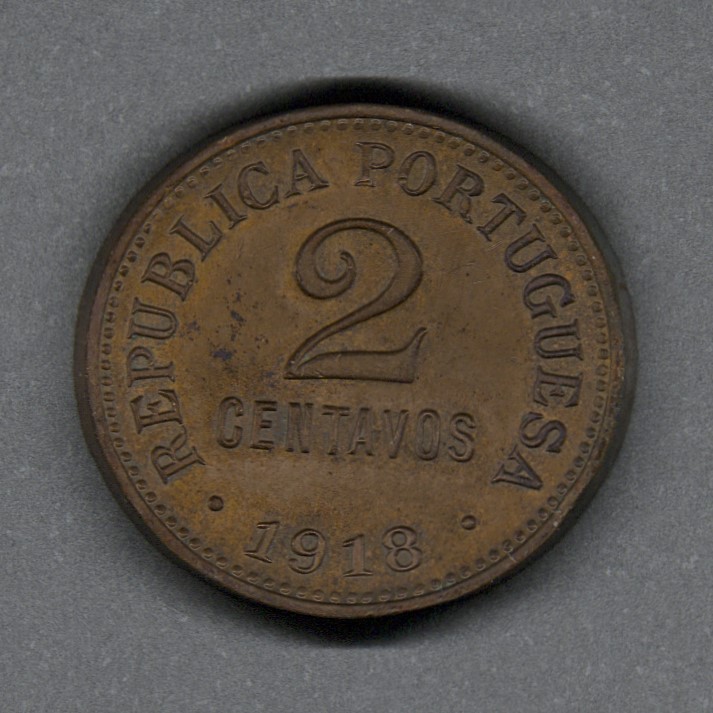 REPUBLICA PORTUGUESA
2
CENTAVOS
• 1918 •